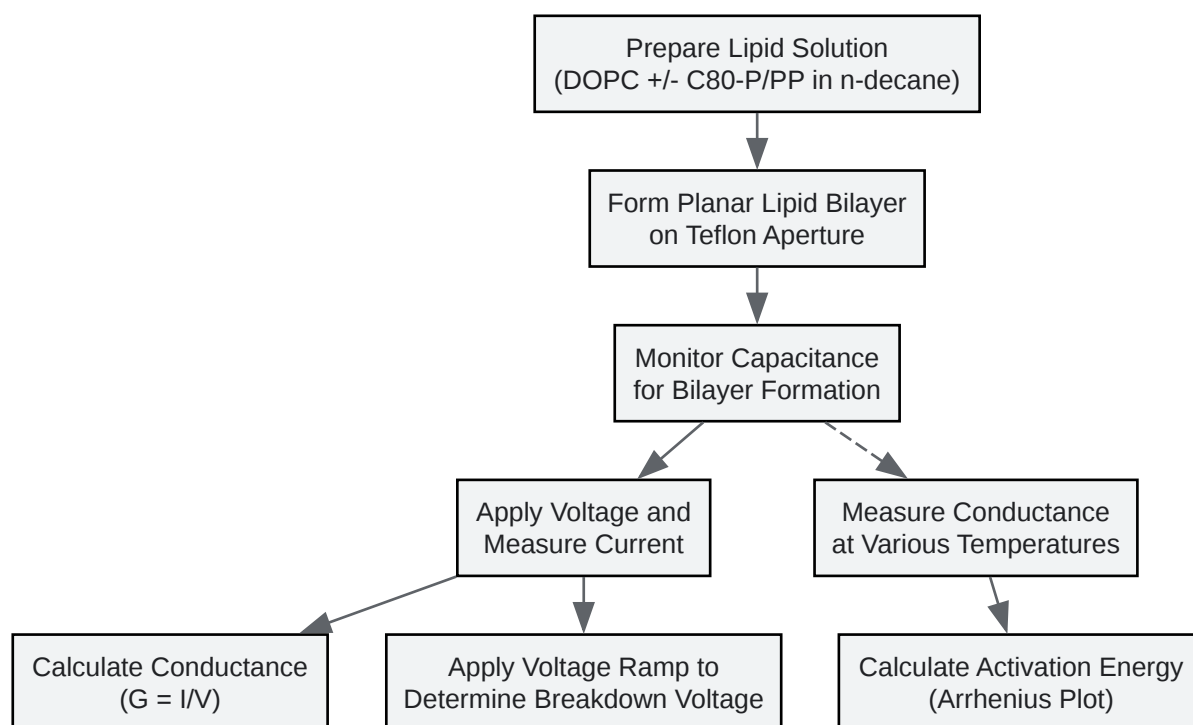 Prepare Lipid Solution
(DOPC +/- C80-P/PP in n-decane)
Form Planar Lipid Bilayer
on Teflon Aperture
Monitor Capacitance
for Bilayer Formation
Apply Voltage and
Measure Current
Measure Conductance
at Various Temperatures
Calculate Conductance
(G = I/V)
Apply Voltage Ramp to
Determine Breakdown Voltage
Calculate Activation Energy
(Arrhenius Plot)